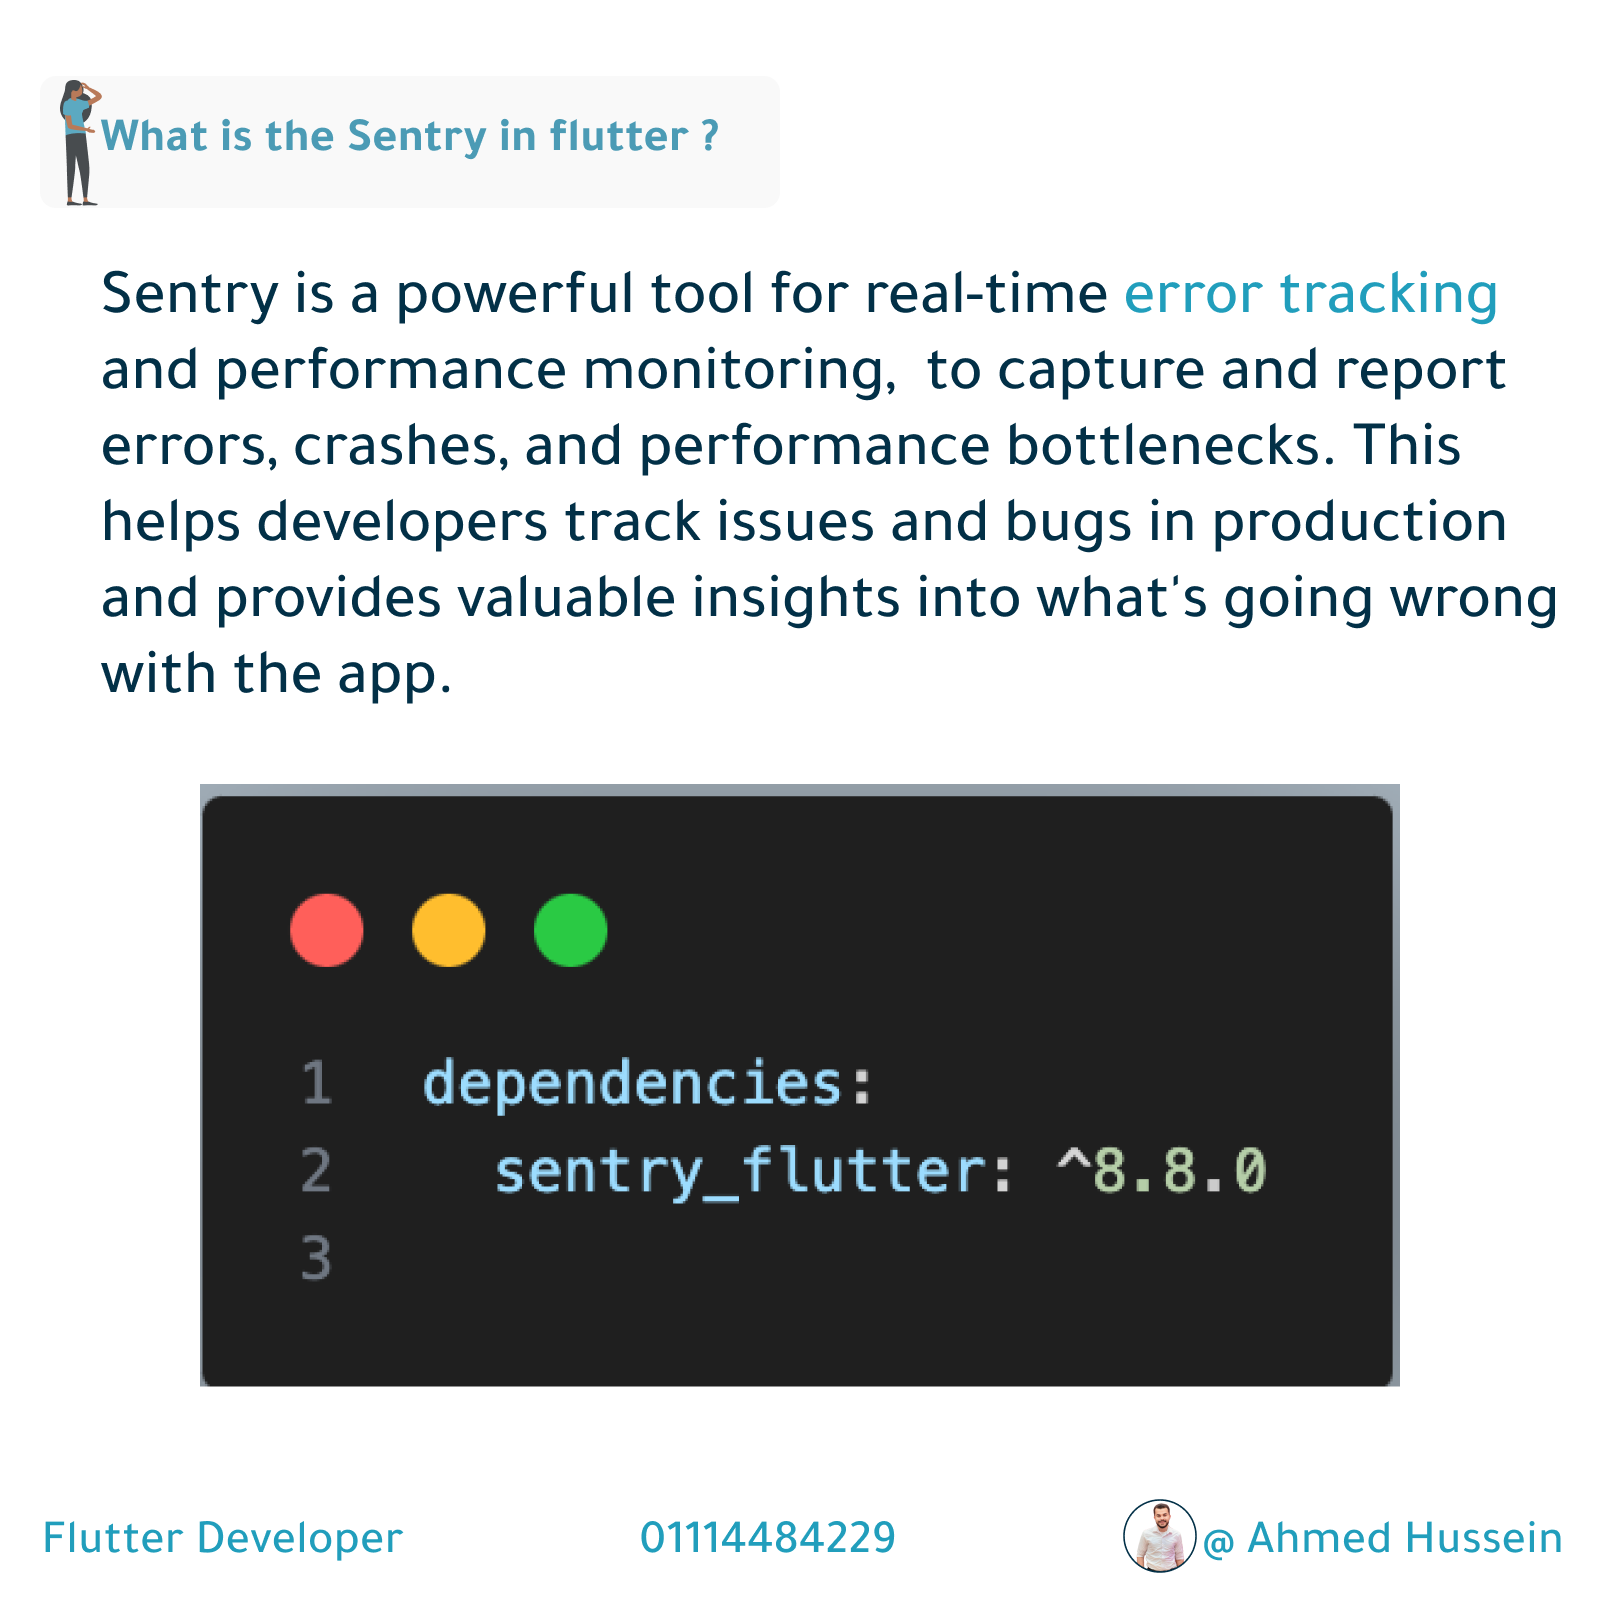 What is the Sentry in flutter ?
Sentry is a powerful tool for real-time error tracking
and performance monitoring,  to capture and report
errors, crashes, and performance bottlenecks. This
helps developers track issues and bugs in production
and provides valuable insights into what's going wrong
with the app.
1 dependencies:
2   sentry_flutter: ^8.8.0
3
Flutter Developer 01114484229 @ Ahmed Hussein